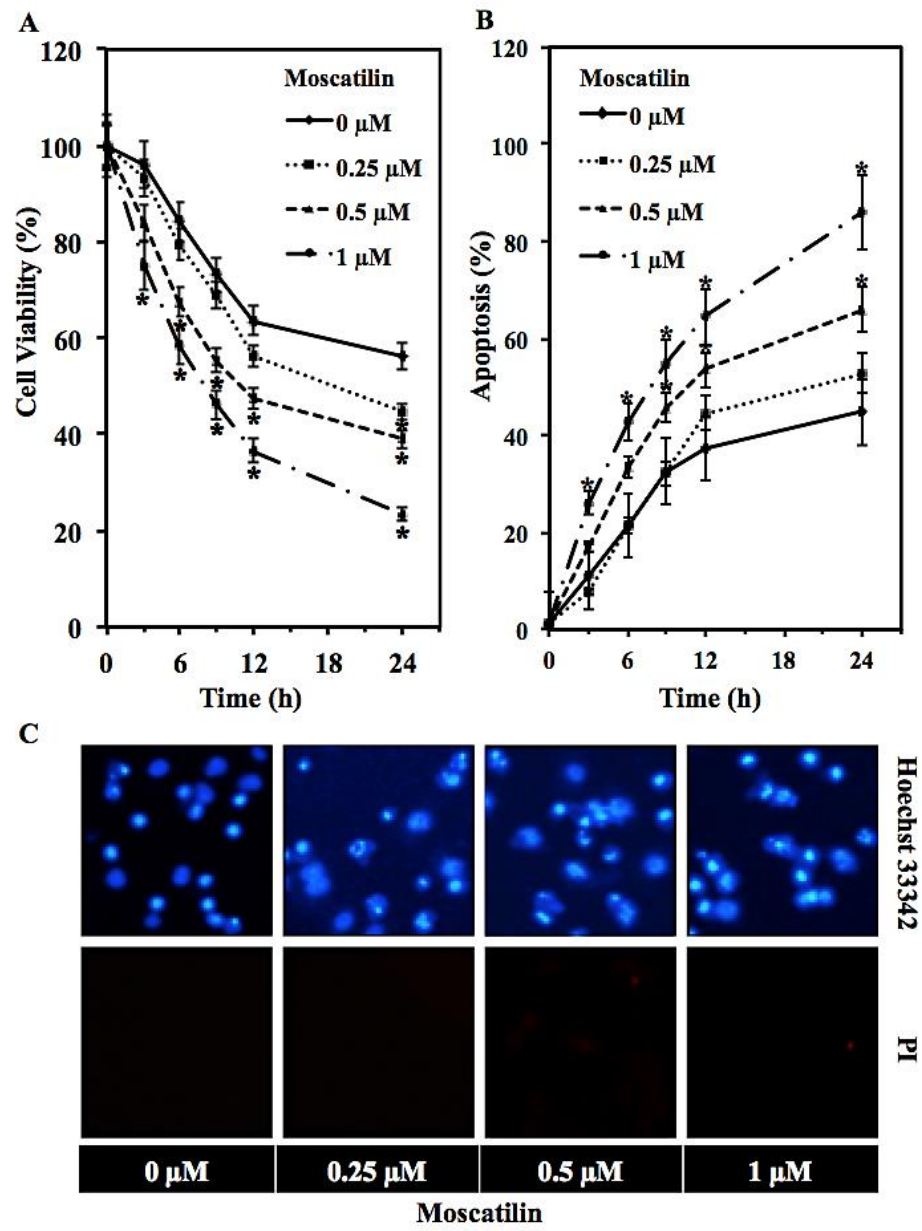 A
120
100
80
60
40
20
0
Cell Viability (%)
Moscatilin
0 µM
0.25 µM
0.5 µM
1 µM
*
*
*
*
*
*
*
*
*
*
0 6 12 18 24
Time (h)
B
120
100
80
60
40
20
0
Apoptosis (%)
Moscatilin
0 µM
0.25 µM
0.5 µM
1 µM
*
*
*
*
*
*
*
*
0 6 12 18 24
Time (h)
C
Hoechst 33342
PI
0 µM 0.25 µM 0.5 µM 1 µM
Moscatilin